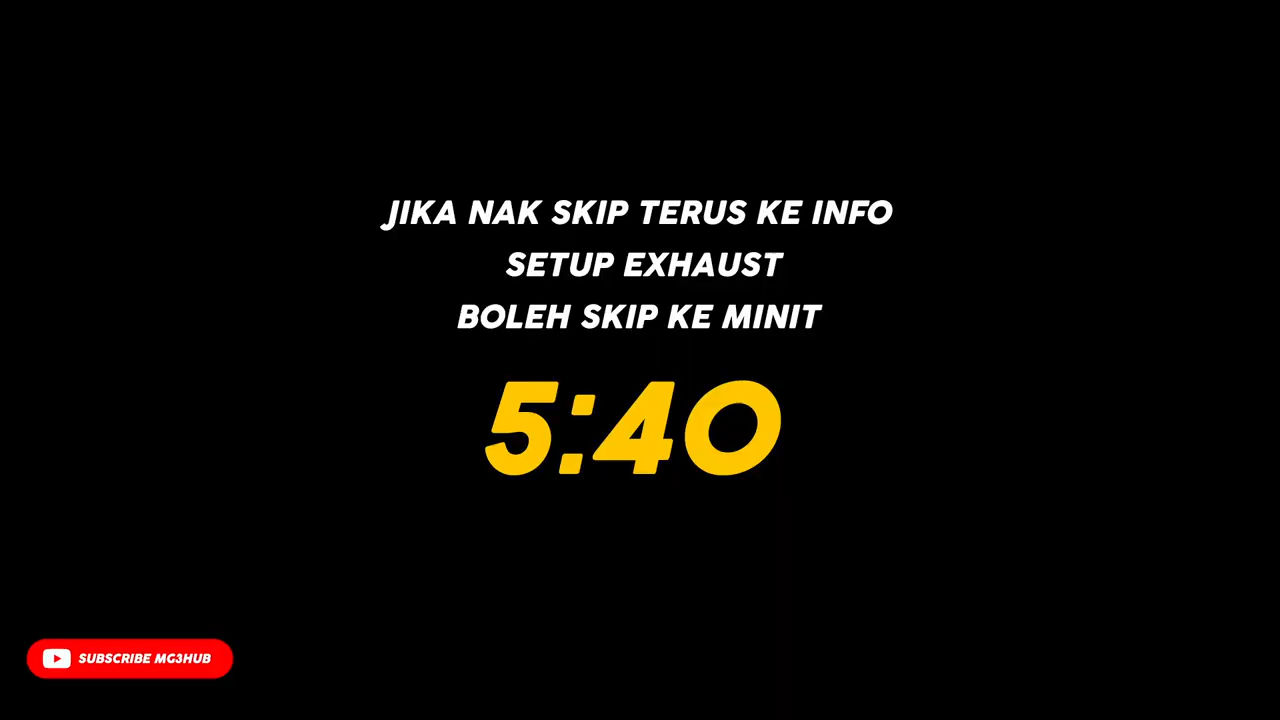 JIKA NAK SKIP TERUS KE INFO
SETUP EXHAUST
BOLEH SKIP KE MINIT
5:40
SUBSCRIBE MG3HUB